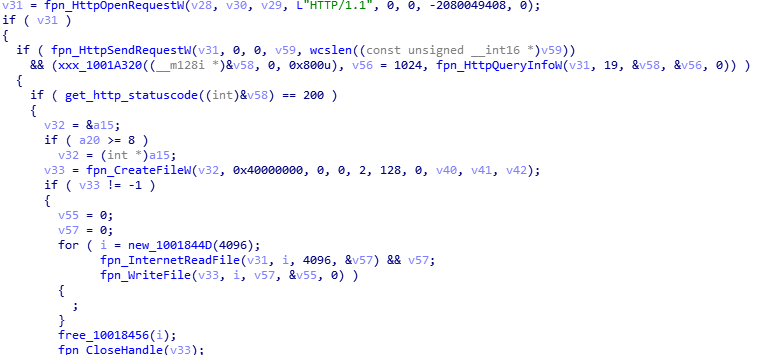 v31 = fpn_HttpOpenRequestW(v28, v30, v29, L"HTTP/1.1", 0, 0, -2080049408, 0);
if ( v31 )
{
if ( fpn_HttpSendRequestW(v31, 0, 0, v59, wcslen((const unsigned __int16 *)v59))
&& (xxx_1001A320((__m128i *)&v58, 0, 0x800u), v56 = 1024, fpn_HttpQueryInfoW(v31, 19, &v58, &v56, 0)) )
{
if ( get_http_statuscode((int)&v58) == 200 )
{
v32 = &a15;
if ( a20 >= 8 )
v32 = (int *)a15;
v33 = fpn_CreateFileW(v32, 0x40000000, 0, 0, 2, 128, 0, v40, v41, v42);
if ( v33 != -1 )
{
v55 = 0;
v57 = 0;
for ( i = new_1001844D(4096);
fpn_InternetReadFile(v31, i, 4096, &v57) && v57;
fpn_WriteFile(v33, i, v57, &v55, 0) )
{
;
}
free_10018456(i);
fpn_CloseHandle(v33);